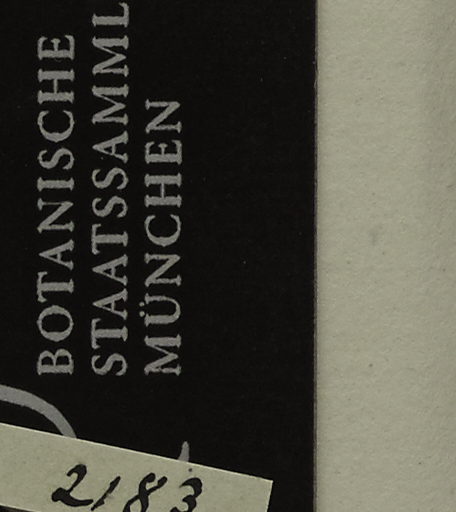 BOTANISCHE
STAATSSAMML
MÜNCHEN
2183